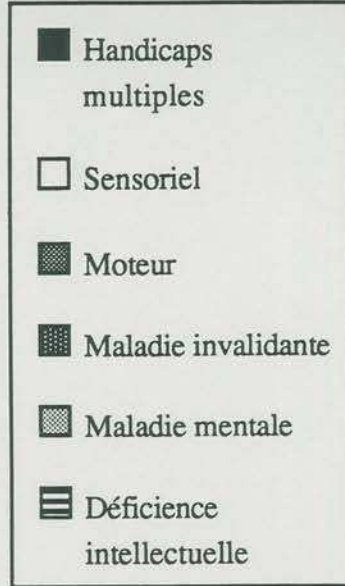 Handicaps
multiples
Sensoriel
Moteur
Maladie invalidante
Maladie mentale
Déficience
intellectuelle